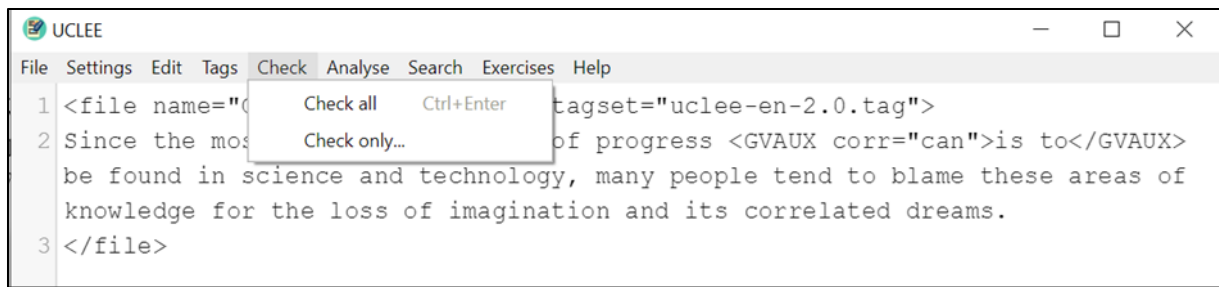 UCLEE
File Settings Edit Tags Check Analyse Search Exercises Help
Check all Ctrl+Enter
Check only...
1 <file name=" tagset="uclee-en-2.0.tag">
2 Since the mos of progress <GVAUX corr="can">is to</GVAUX>
be found in science and technology, many people tend to blame these areas of
knowledge for the loss of imagination and its correlated dreams.
3 </file>